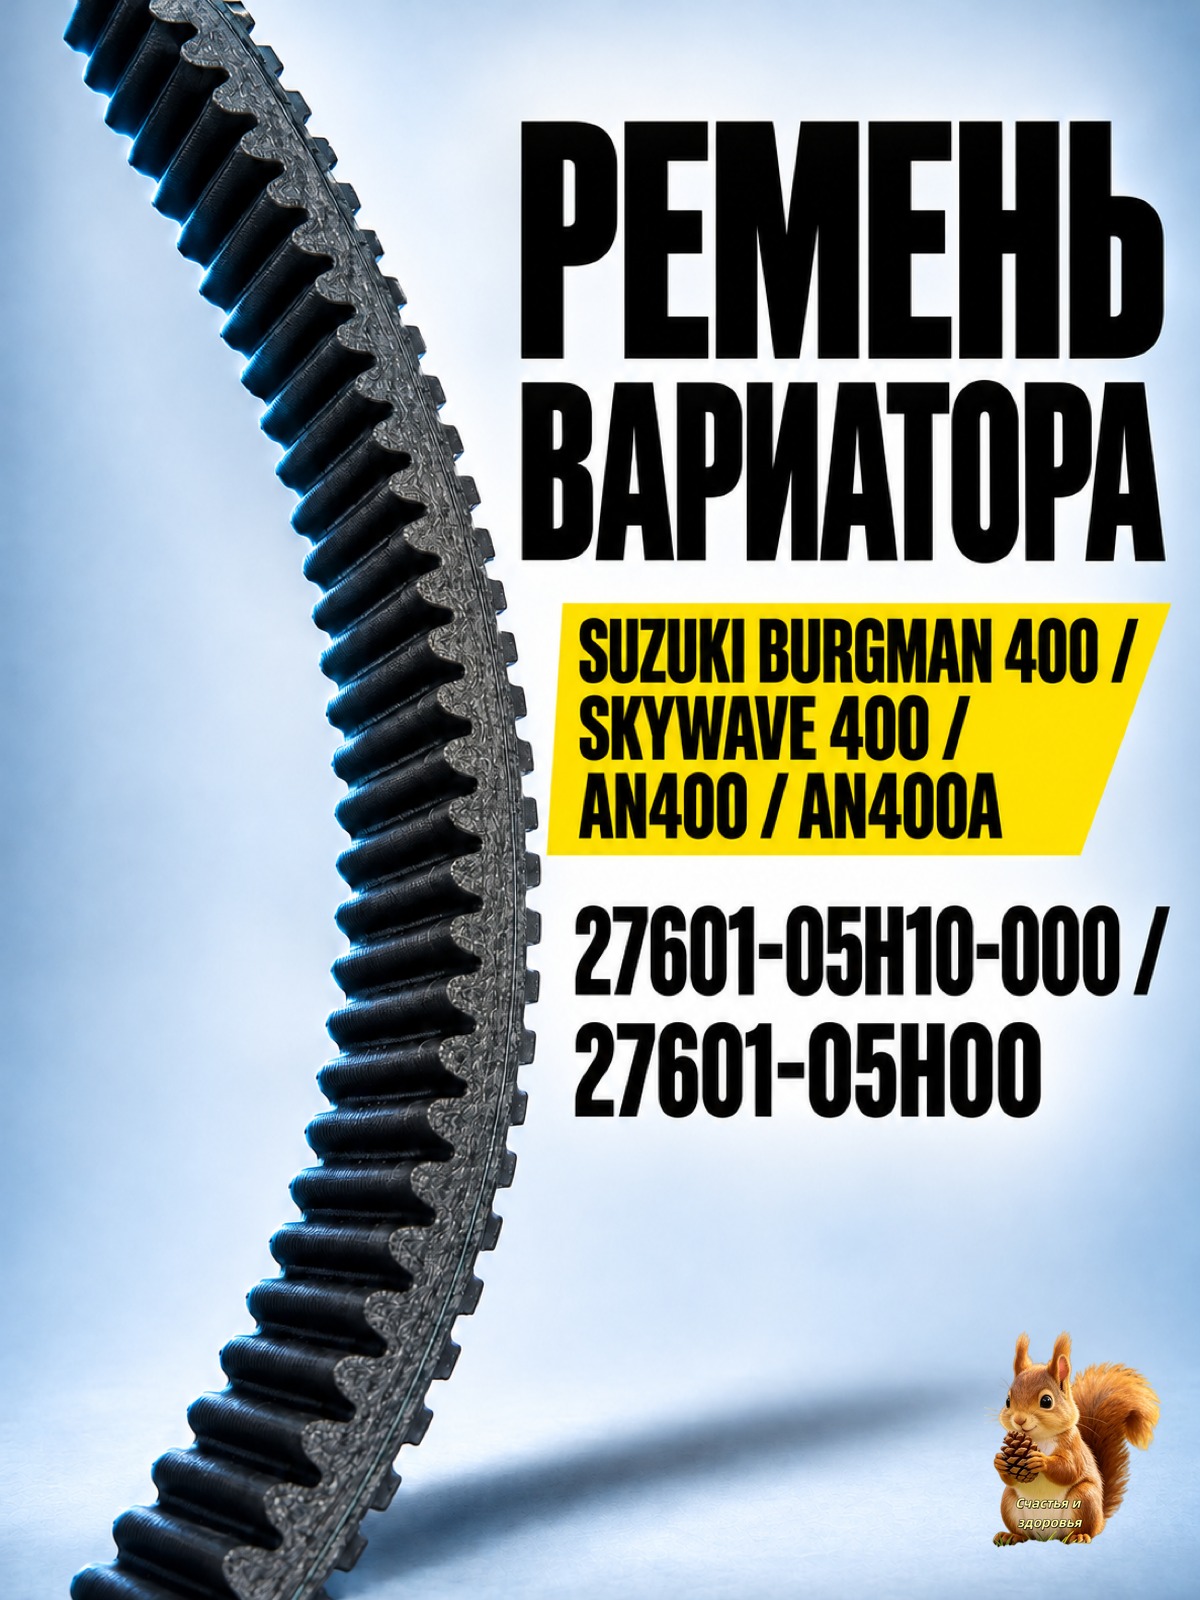 РЕМЕНЬ
ВАРИАТОРА
SUZUKI BURGMAN 400 /
SKYWAVE 400 /
AN400 / AN400A
27601-05H10-000 /
27601-05H00
Счастья и
здоровья